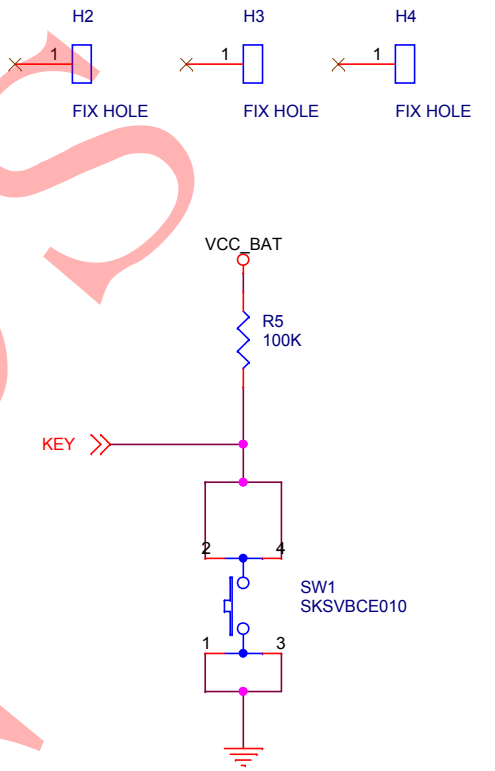 H2 H3 H4
1 1 1
FIX HOLE FIX HOLE FIX HOLE
VCC_BAT
R5
100K
KEY
2 4
SW1
SKSVBCE010
1 3